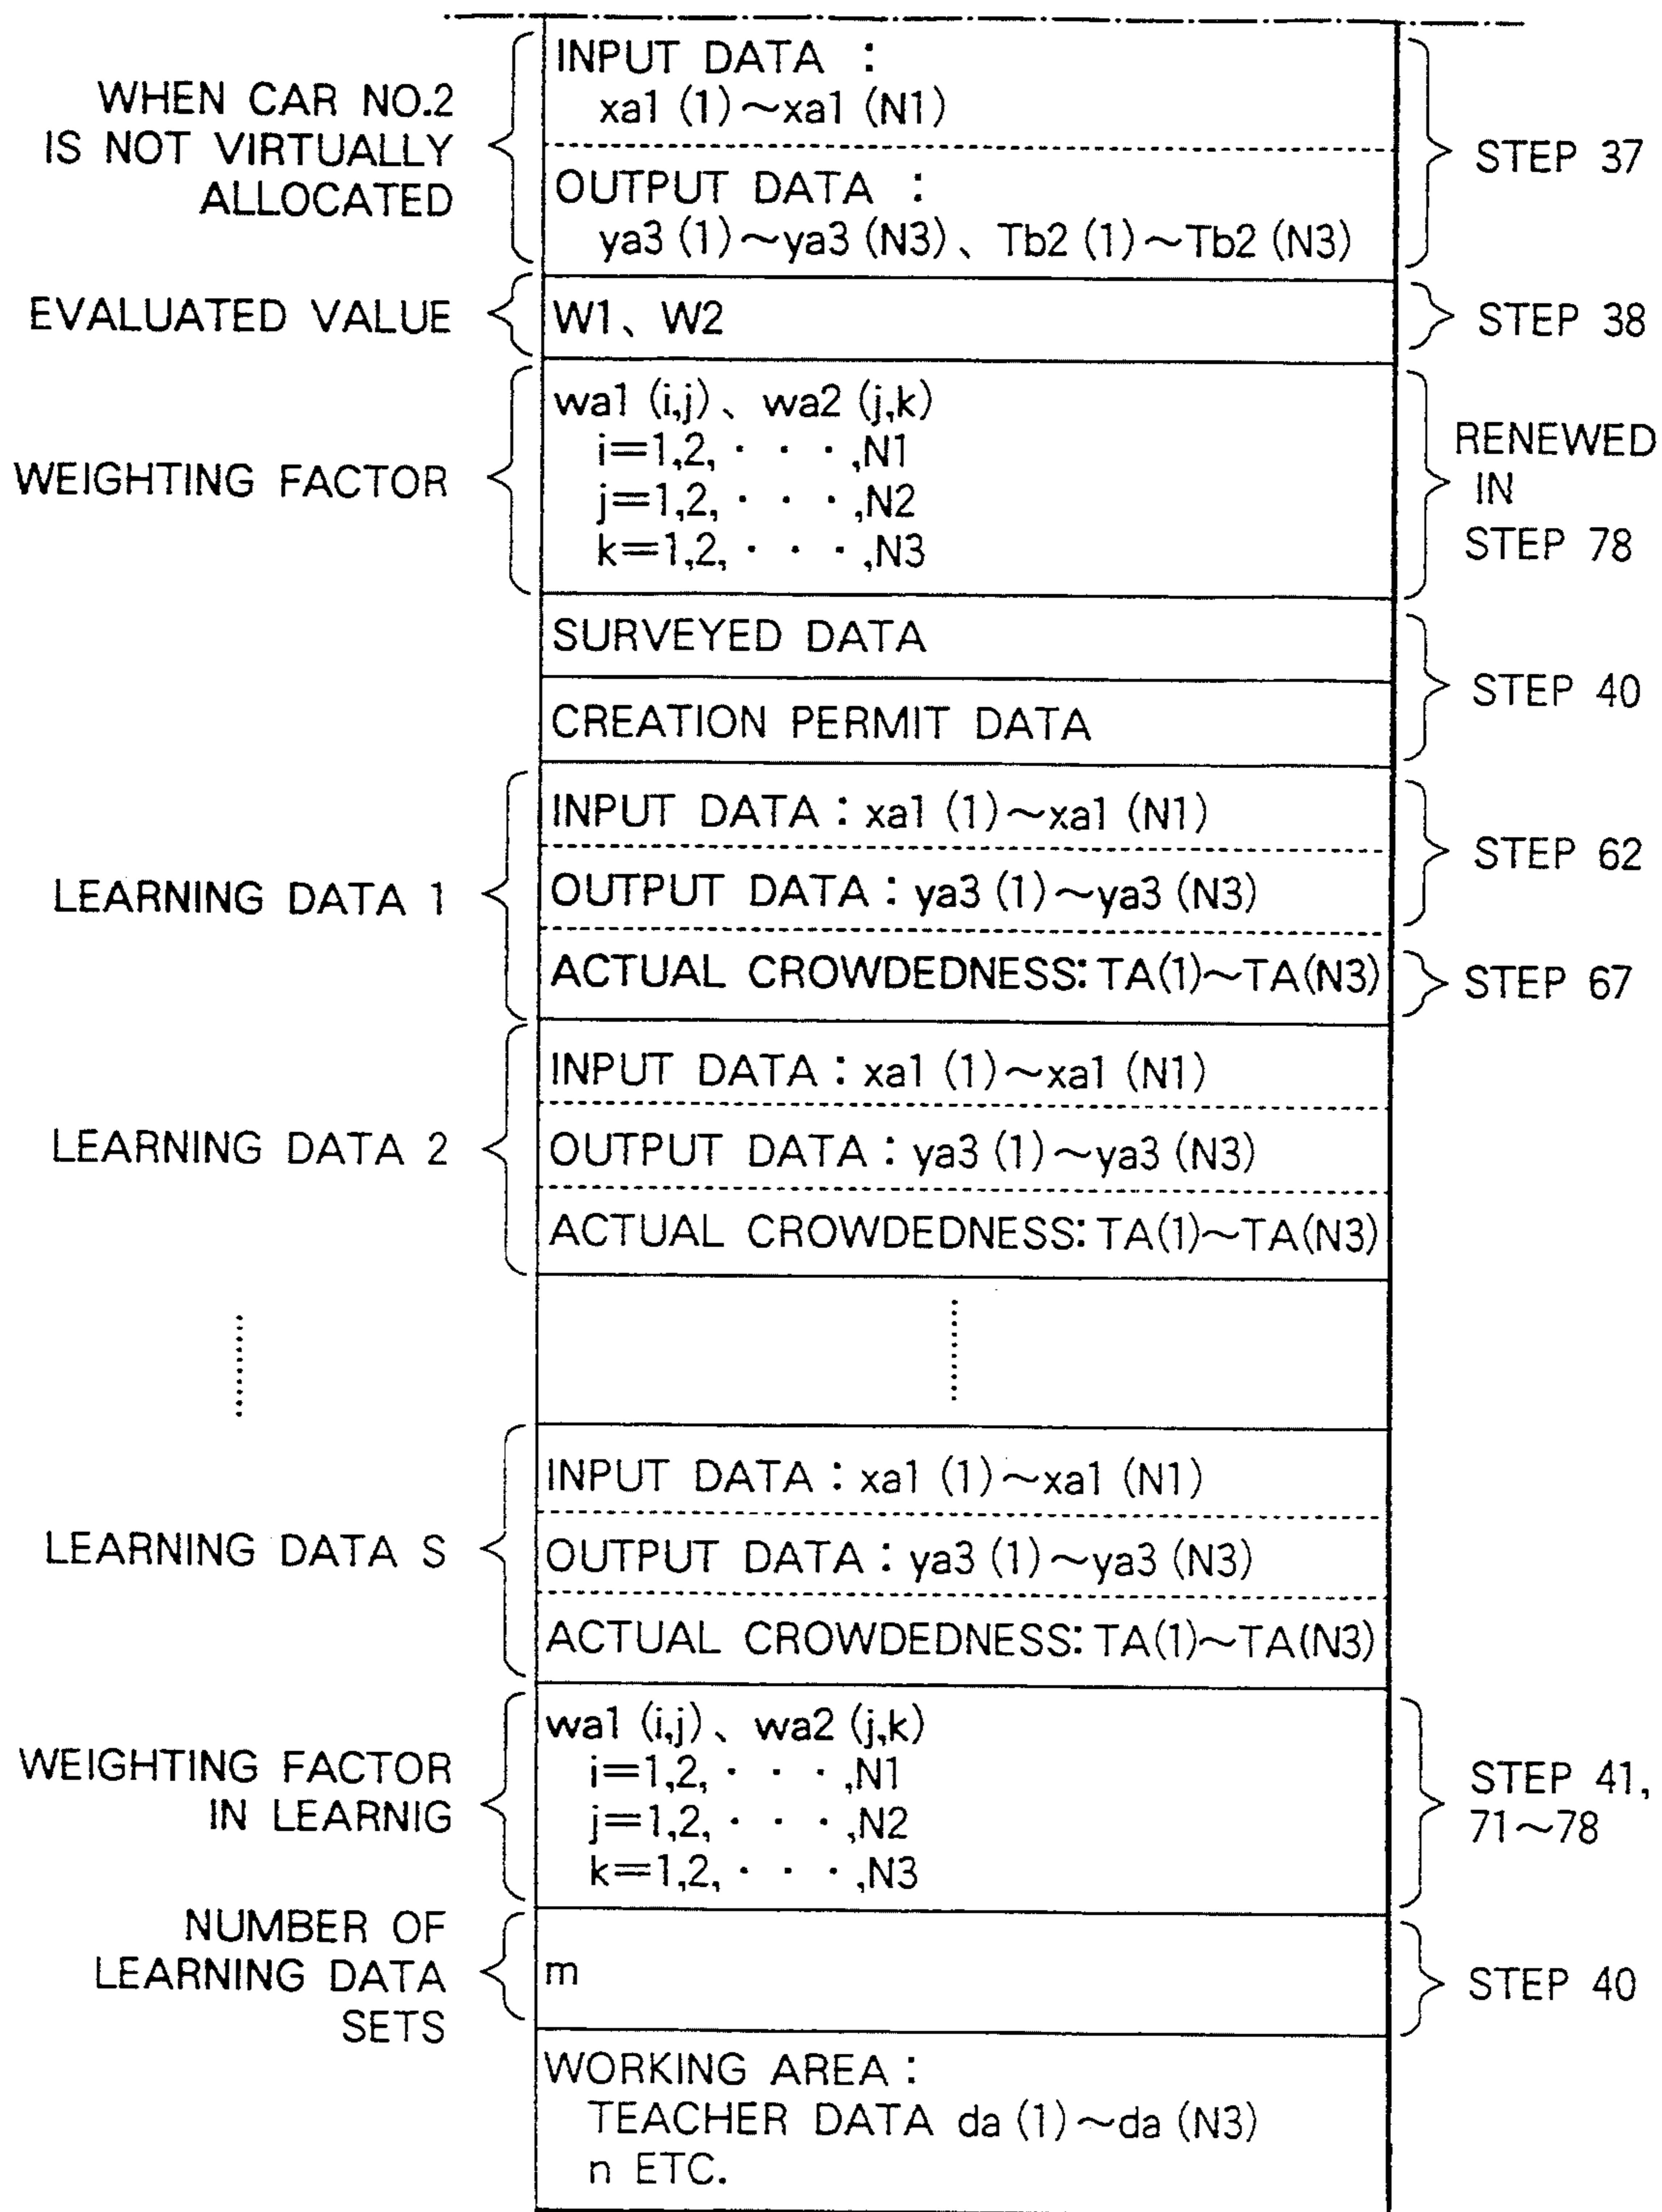 WHEN CAR NO.2
IS NOT VIRTUALLY
ALLOCATED
INPUT DATA :
xa1 (1)～xa1 (N1)
OUTPUT DATA :
ya3 (1)～ya3 (N3)、Tb2 (1)～Tb2 (N3)
STEP 37
EVALUATED VALUE
W1、W2
STEP 38
WEIGHTING FACTOR
wa1 (i,j)、wa2 (j,k)
i=1,2, · · · ,N1
j=1,2, · · · ,N2
k=1,2, · · · ,N3
RENEWED
IN
STEP 78
SURVEYED DATA
CREATION PERMIT DATA
STEP 40
LEARNING DATA 1
INPUT DATA : xa1 (1)～xa1 (N1)
OUTPUT DATA : ya3 (1)～ya3 (N3)
STEP 62
ACTUAL CROWDEDNESS: TA(1)～TA(N3)
STEP 67
LEARNING DATA 2
INPUT DATA : xa1 (1)～xa1 (N1)
OUTPUT DATA : ya3 (1)～ya3 (N3)
ACTUAL CROWDEDNESS: TA(1)～TA(N3)
LEARNING DATA S
INPUT DATA : xa1 (1)～xa1 (N1)
OUTPUT DATA : ya3 (1)～ya3 (N3)
ACTUAL CROWDEDNESS: TA(1)～TA(N3)
WEIGHTING FACTOR
IN LEARNIG
wa1 (i,j)、wa2 (j,k)
i=1,2, · · · ,N1
j=1,2, · · · ,N2
k=1,2, · · · ,N3
STEP 41,
71～78
NUMBER OF
LEARNING DATA
SETS
m
STEP 40
WORKING AREA :
TEACHER DATA da (1)～da (N3)
n ETC.